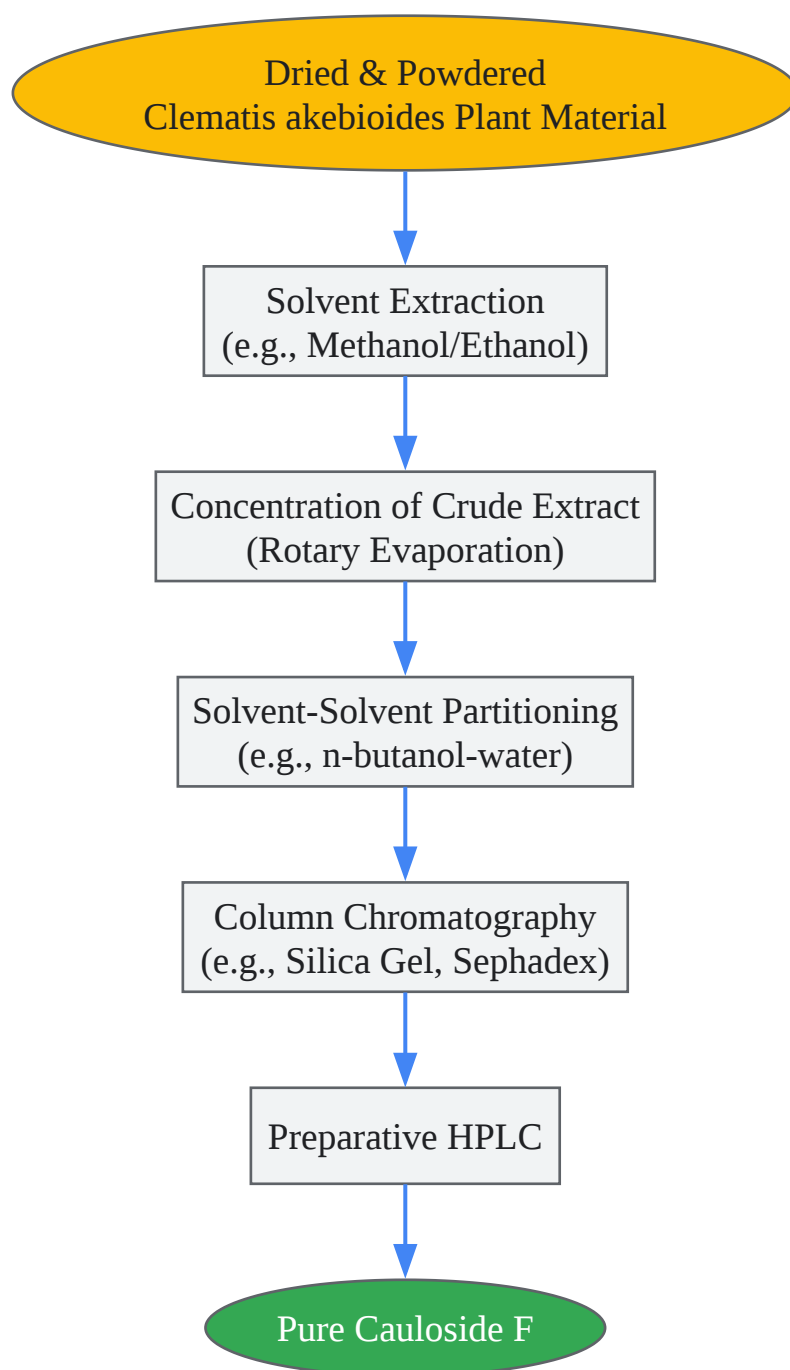 Dried & Powdered
Clematis akebioides Plant Material
Solvent Extraction
(e.g., Methanol/Ethanol)
Concentration of Crude Extract
(Rotary Evaporation)
Solvent-Solvent Partitioning
(e.g., n-butanol-water)
Column Chromatography
(e.g., Silica Gel, Sephadex)
Preparative HPLC
Pure Cauloside F